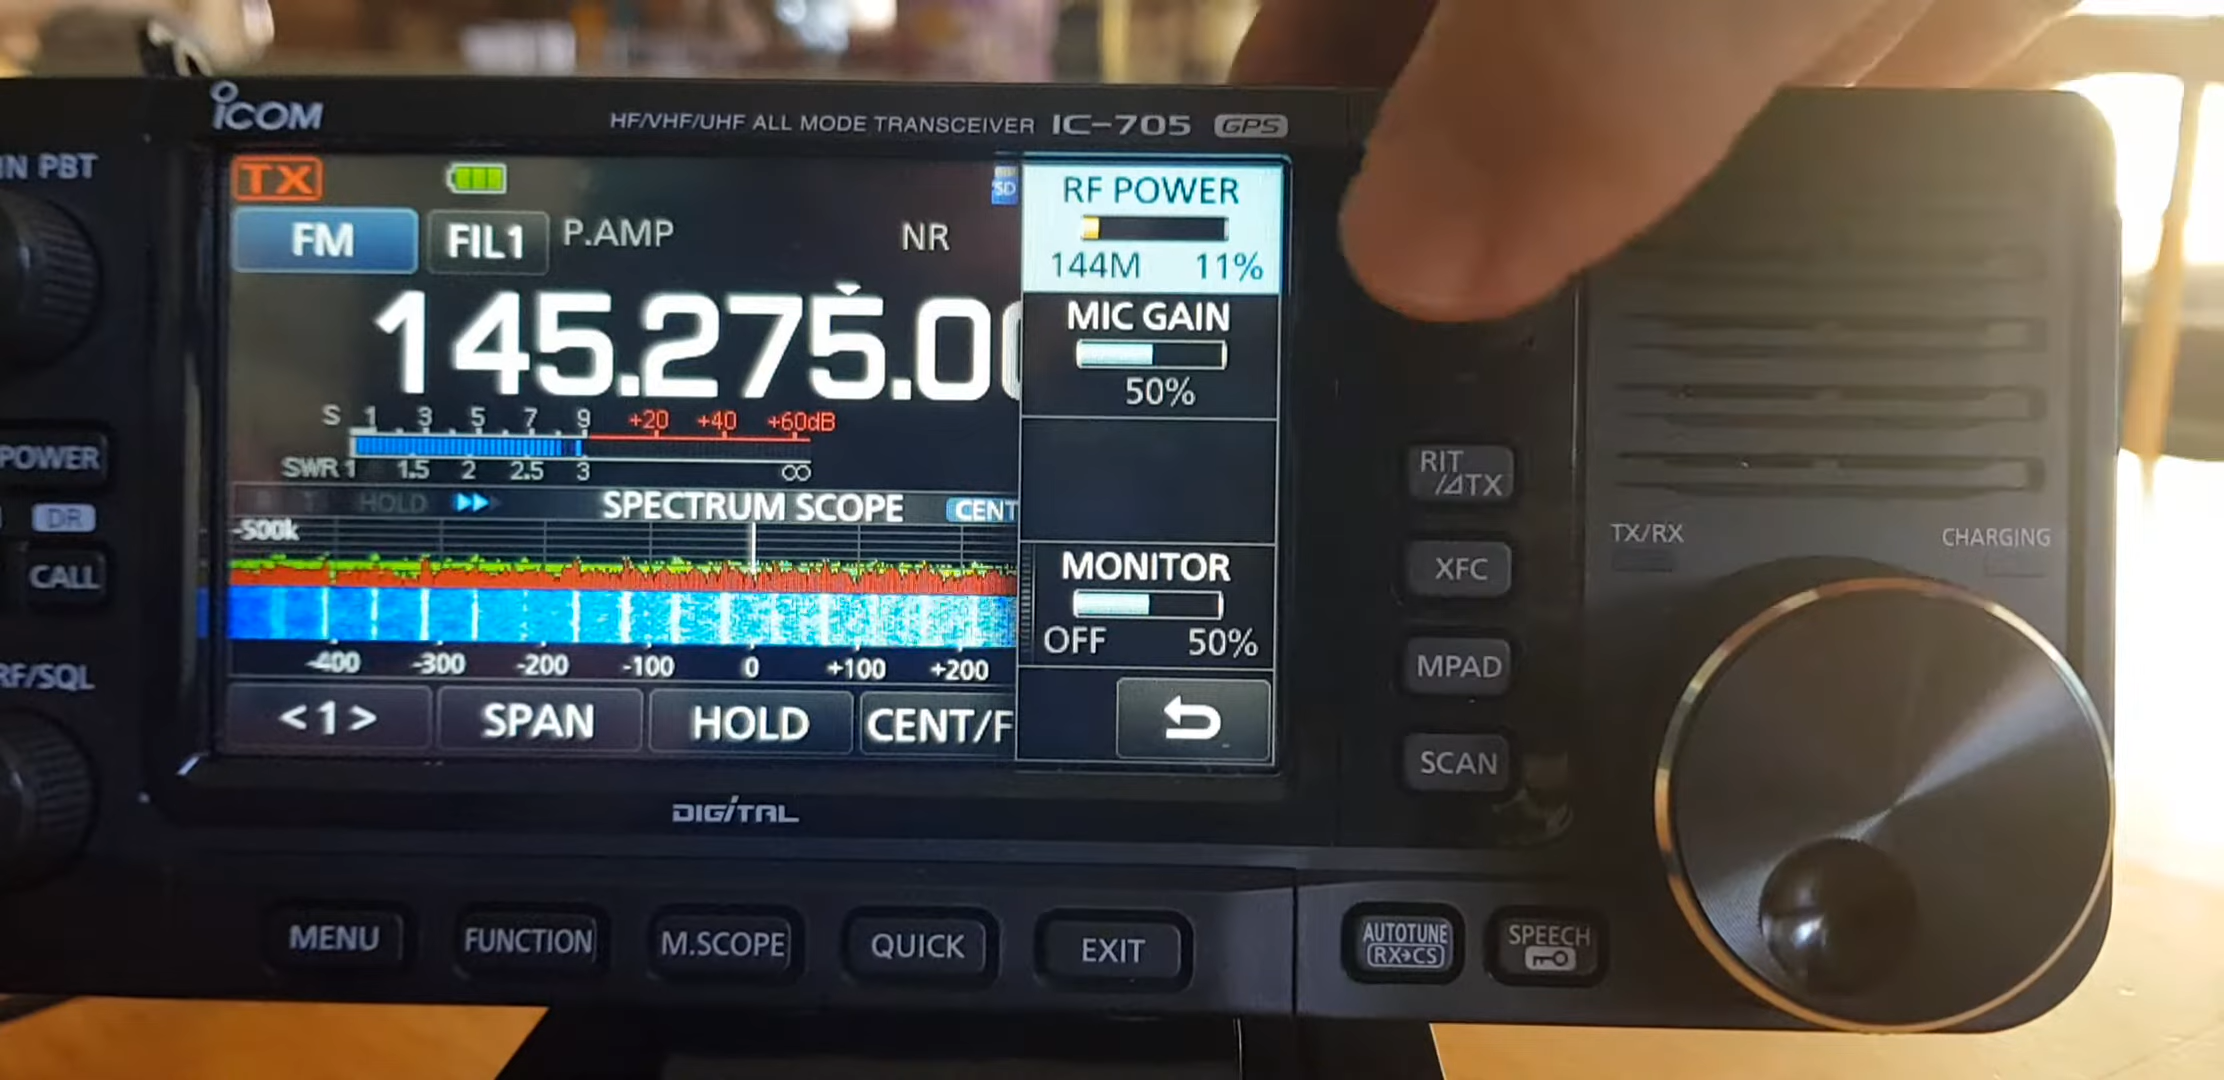 ICOM
HF/VHF/UHF ALL MODE TRANSCEIVER IC-705 GPS
IN PBT
TX
SD
RF POWER
144M 11%
FM FIL1 P.AMP NR
145.275.0
MIC GAIN
50%
S 1 3 5 7 9 +20 +40 +60dB
SWR 1 1.5 2 2.5 3 ∞
POWER
HOLD SPECTRUM SCOPE CENT
DR
-500k
CALL
MONITOR
OFF 50%
-400 -300 -200 -100 0 +100 +200
RF/SQL
<1> SPAN HOLD CENT/F
RIT
/⊿TX
XFC
MPAD
SCAN
TX/RX CHARGING
DIGITAL
MENU FUNCTION M.SCOPE QUICK EXIT
AUTOTUNE
RX→CS
SPEECH